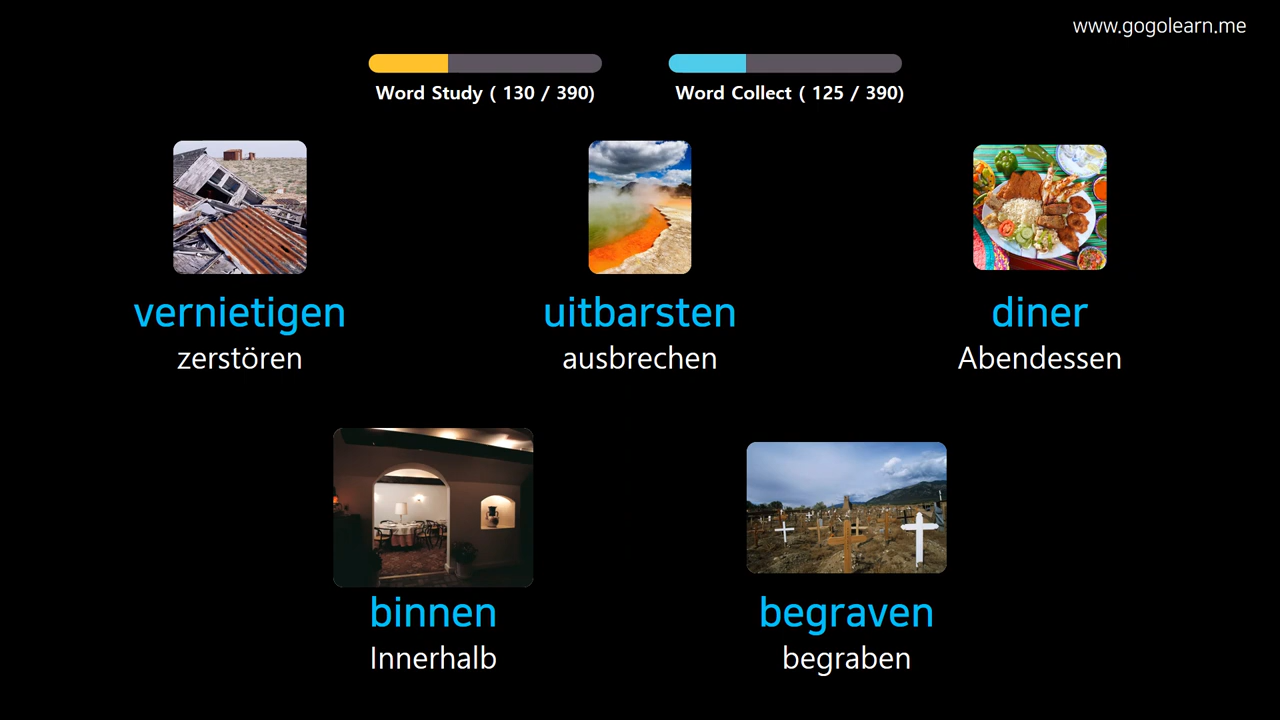 www.gogolearn.me
Word Study ( 130 / 390)
Word Collect ( 125 / 390)
vernietigen
zerstören
uitbarsten
ausbrechen
diner
Abendessen
binnen
Innerhalb
begraven
begraben